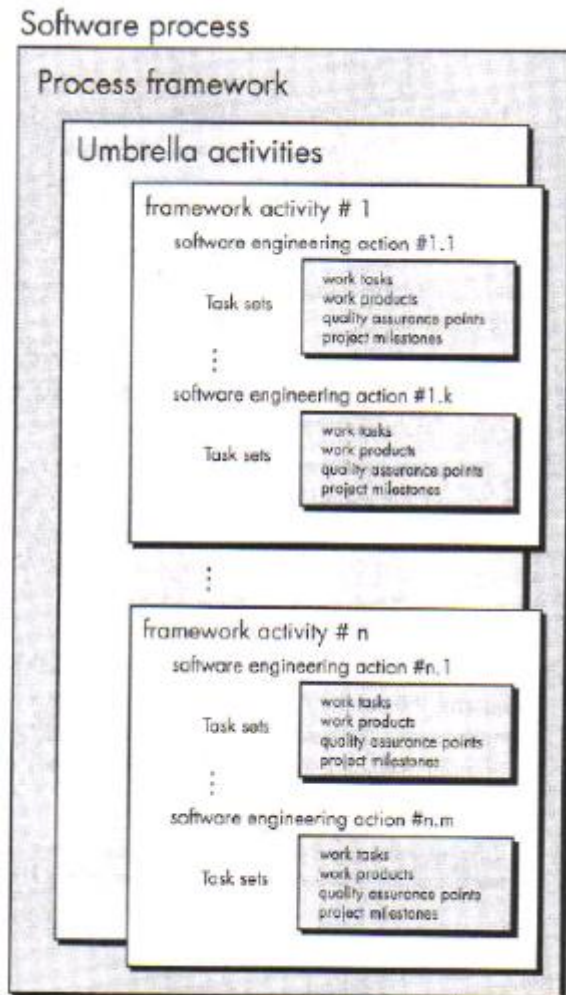 Software process
Process framework
Umbrella activities
framework activity # 1
software engineering action #1.1
Task sets
work tasks
work products
quality assurance points
project milestones
software engineering action #1.k
Task sets
work tasks
work products
quality assurance points
project milestones
framework activity # n
software engineering action #n.1
Task sets
work tasks
work products
quality assurance points
project milestones
software engineering action #n.m
Task sets
work tasks
work products
quality assurance points
project milestones